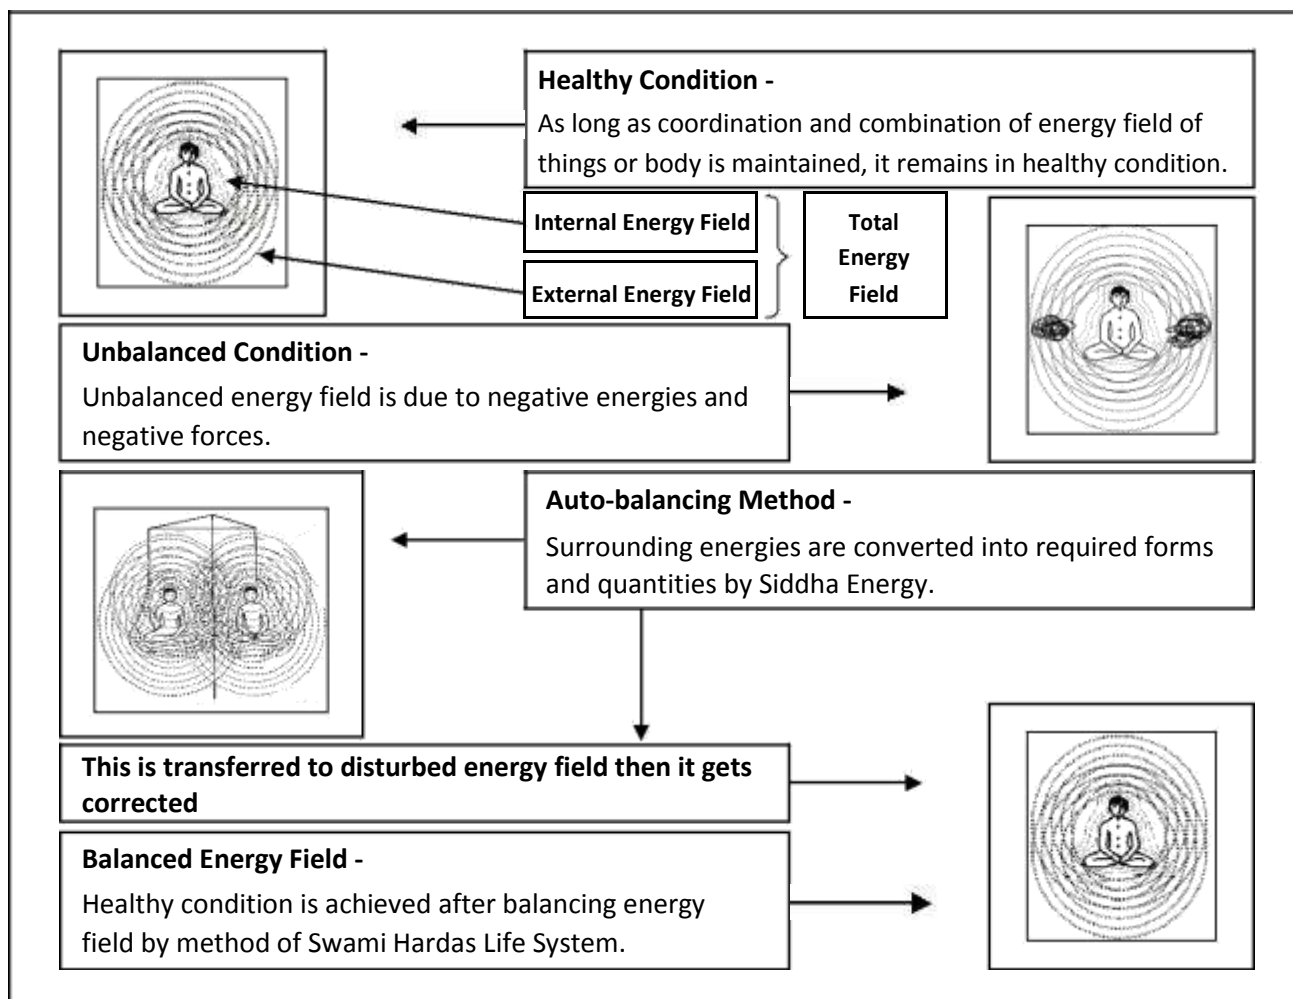 Healthy Condition -
As long as coordination and combination of energy field of
things or body is maintained, it remains in healthy condition.
Internal Energy Field
External Energy Field
Total
Energy
Field
Unbalanced Condition -
Unbalanced energy field is due to negative energies and
negative forces.
Auto-balancing Method -
Surrounding energies are converted into required forms
and quantities by Siddha Energy.
This is transferred to disturbed energy field then it gets
corrected
Balanced Energy Field -
Healthy condition is achieved after balancing energy
field by method of Swami Hardas Life System.